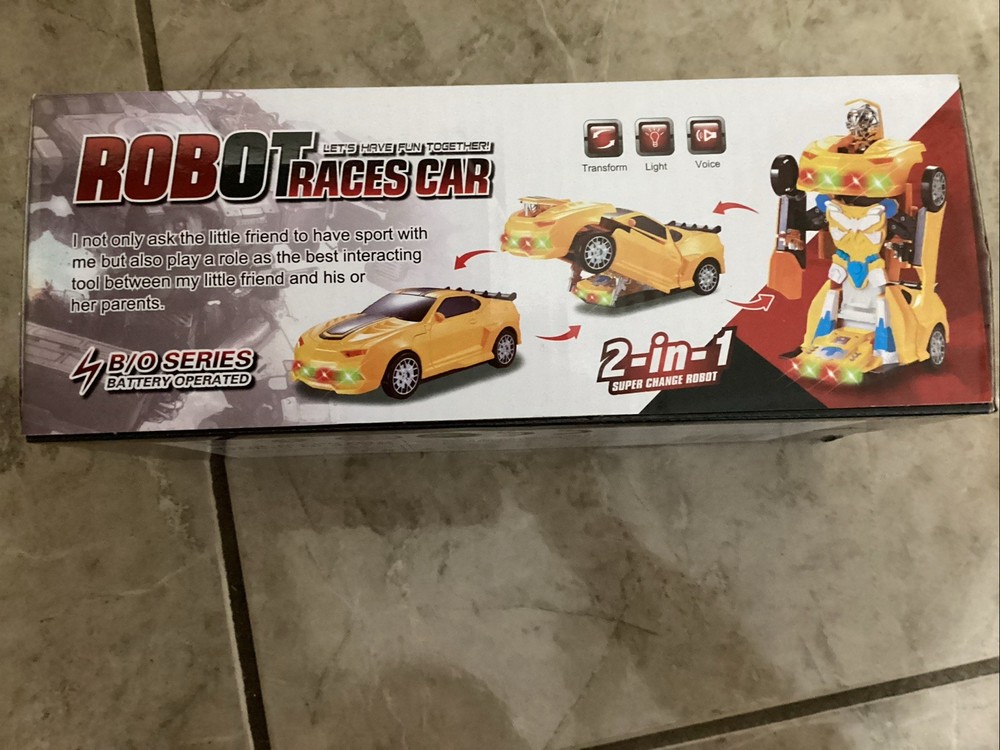 ROBOT
LET'S HAVE FUN TOGETHER!
RACES CAR
I not only ask the little friend to have sport with
me but also play a role as the best interacting
tool between my little friend and his or
her parents.
B/O SERIES
BATTERY OPERATED
Transform
Light
Voice
2-in-1
SUPER CHANGE ROBOT